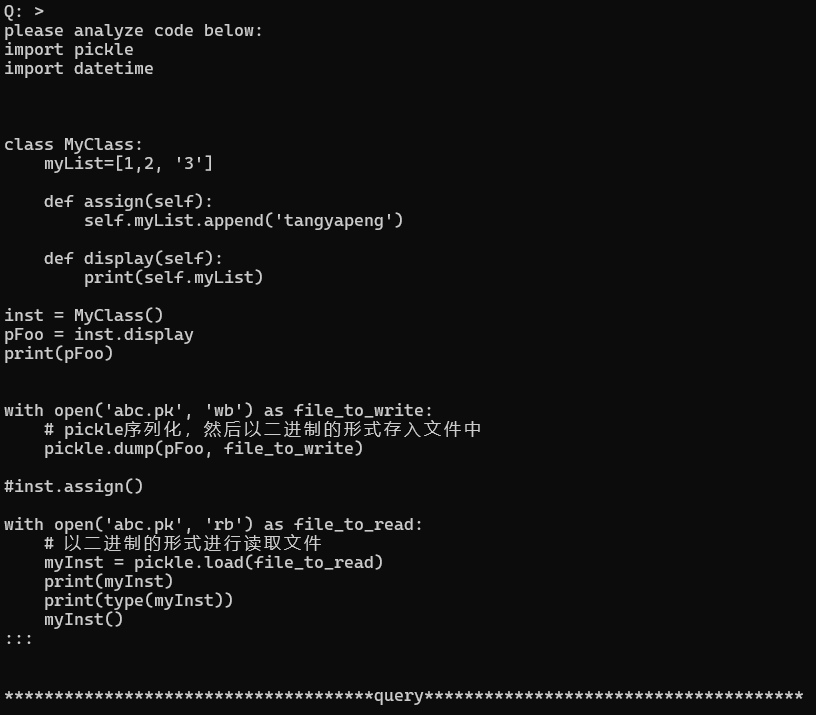 Q: >
please analyze code below:
import pickle
import datetime
class MyClass:
    myList=[1,2, '3']
    def assign(self):
        self.myList.append('tangyapeng')
    def display(self):
        print(self.myList)
inst = MyClass()
pFoo = inst.display
print(pFoo)
with open('abc.pk', 'wb') as file_to_write:
    # pickle序列化，然后以二进制的形式存入文件中
    pickle.dump(pFoo, file_to_write)
#inst.assign()
with open('abc.pk', 'rb') as file_to_read:
    # 以二进制的形式进行读取文件
    myInst = pickle.load(file_to_read)
    print(myInst)
    print(type(myInst))
    myInst()
:::
*************************************query**************************************